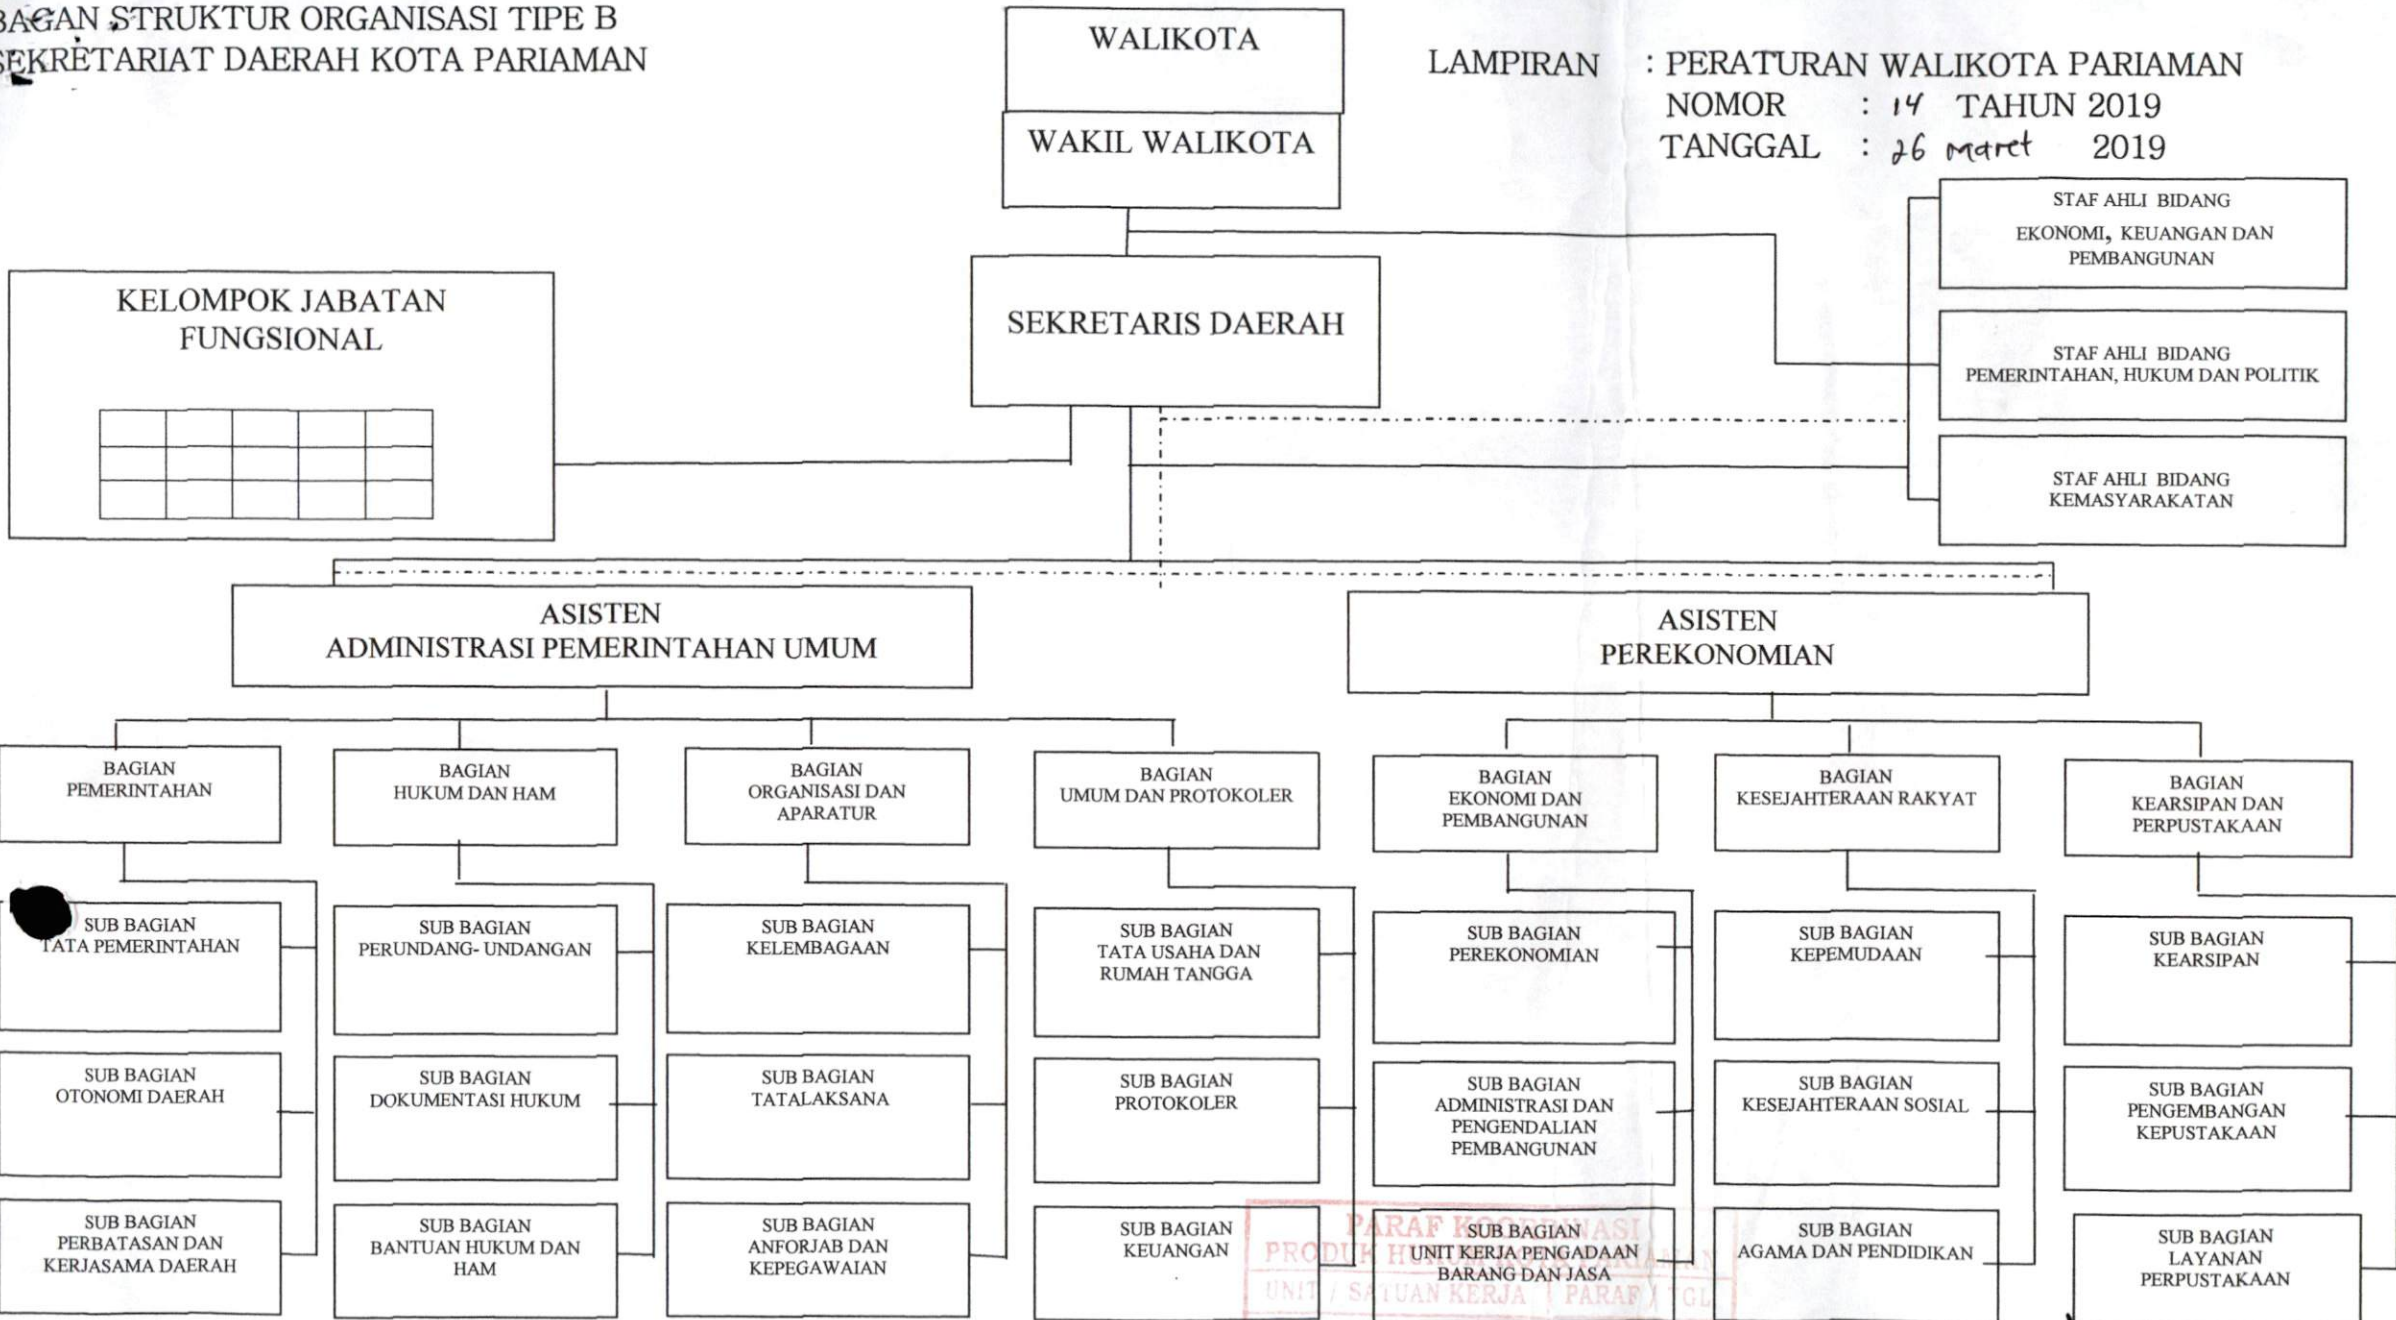 BAGAN STRUKTUR ORGANISASI TIPE B
SEKRETARIAT DAERAH KOTA PARIAMAN
WALIKOTA
WAKIL WALIKOTA
LAMPIRAN : PERATURAN WALIKOTA PARIAMAN
NOMOR : 14 TAHUN 2019
TANGGAL : 26 maret 2019
STAF AHLI BIDANG
EKONOMI, KEUANGAN DAN
PEMBANGUNAN
KELOMPOK JABATAN
FUNGSIONAL
SEKRETARIS DAERAH
STAF AHLI BIDANG
PEMERINTAHAN, HUKUM DAN POLITIK
STAF AHLI BIDANG
KEMASYARAKATAN
ASISTEN
ADMINISTRASI PEMERINTAHAN UMUM
ASISTEN
PEREKONOMIAN
BAGIAN
PEMERINTAHAN
BAGIAN
HUKUM DAN HAM
BAGIAN
ORGANISASI DAN
APARATUR
BAGIAN
UMUM DAN PROTOKOLER
BAGIAN
EKONOMI DAN
PEMBANGUNAN
BAGIAN
KESEJAHTERAAN RAKYAT
BAGIAN
KEARSIPAN DAN
PERPUSTAKAAN
SUB BAGIAN
TATA PEMERINTAHAN
SUB BAGIAN
PERUNDANG- UNDANGAN
SUB BAGIAN
KELEMBAGAAN
SUB BAGIAN
TATA USAHA DAN
RUMAH TANGGA
SUB BAGIAN
PEREKONOMIAN
SUB BAGIAN
KEPEMUDAAN
SUB BAGIAN
KEARSIPAN
SUB BAGIAN
OTONOMI DAERAH
SUB BAGIAN
DOKUMENTASI HUKUM
SUB BAGIAN
TATALAKSANA
SUB BAGIAN
PROTOKOLER
SUB BAGIAN
ADMINISTRASI DAN
PENGENDALIAN
PEMBANGUNAN
SUB BAGIAN
KESEJAHTERAAN SOSIAL
SUB BAGIAN
PENGEMBANGAN
KEPUSTAKAAN
SUB BAGIAN
PERBATASAN DAN
KERJASAMA DAERAH
SUB BAGIAN
BANTUAN HUKUM DAN
HAM
SUB BAGIAN
ANFORJAB DAN
KEPEGAWAIAN
SUB BAGIAN
KEUANGAN
SUB BAGIAN
UNIT KERJA PENGADAAN
BARANG DAN JASA
SUB BAGIAN
AGAMA DAN PENDIDIKAN
SUB BAGIAN
LAYANAN
PERPUSTAKAAN
PARAF KOORDINASI
PRODUK HUKUM KOTA PARIAMAN
UNIT / SATUAN KERJA PARAF / TGL